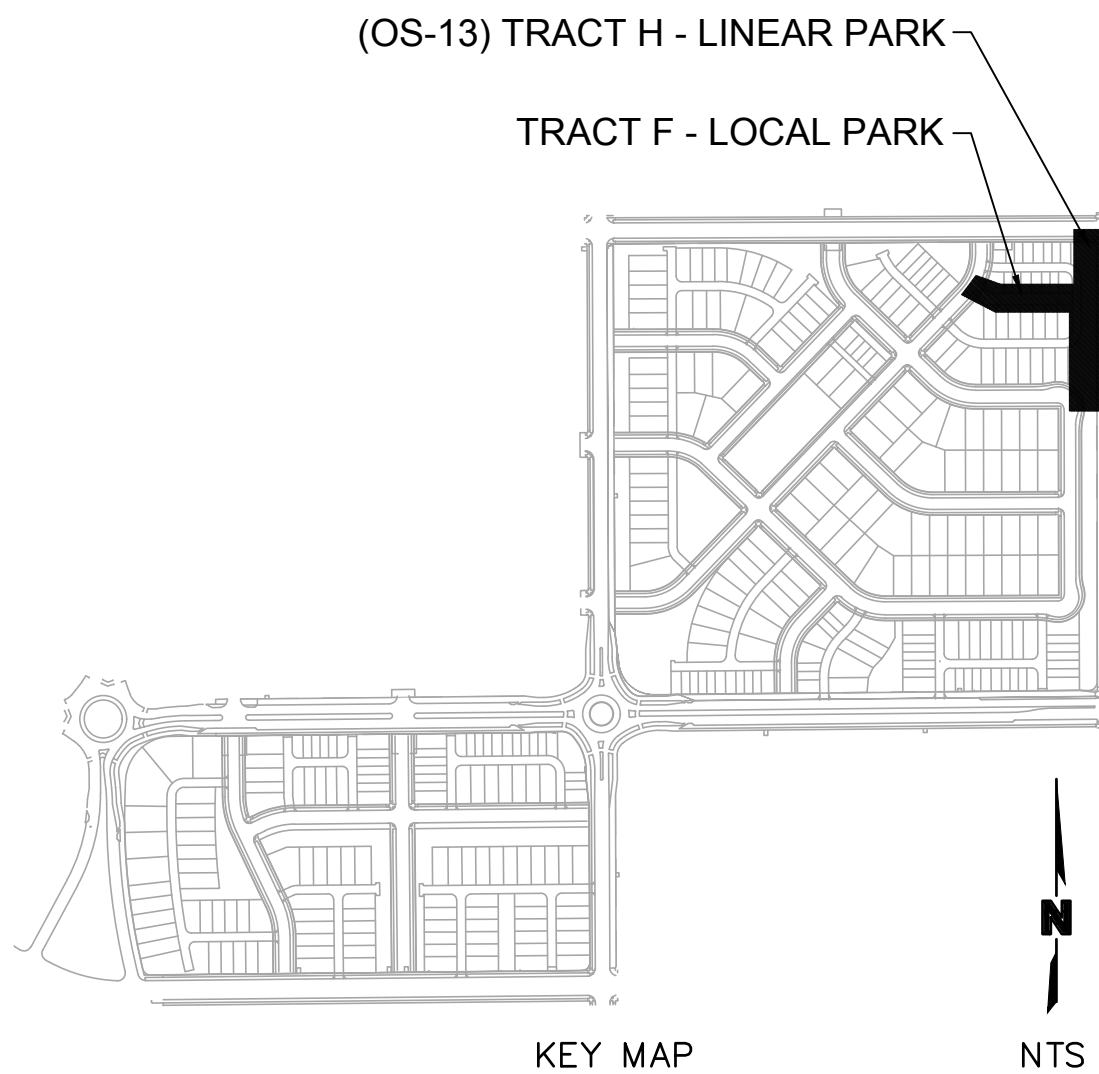 (OS-13) TRACT H - LINEAR PARK
TRACT F - LOCAL PARK
N
KEY MAP
NTS